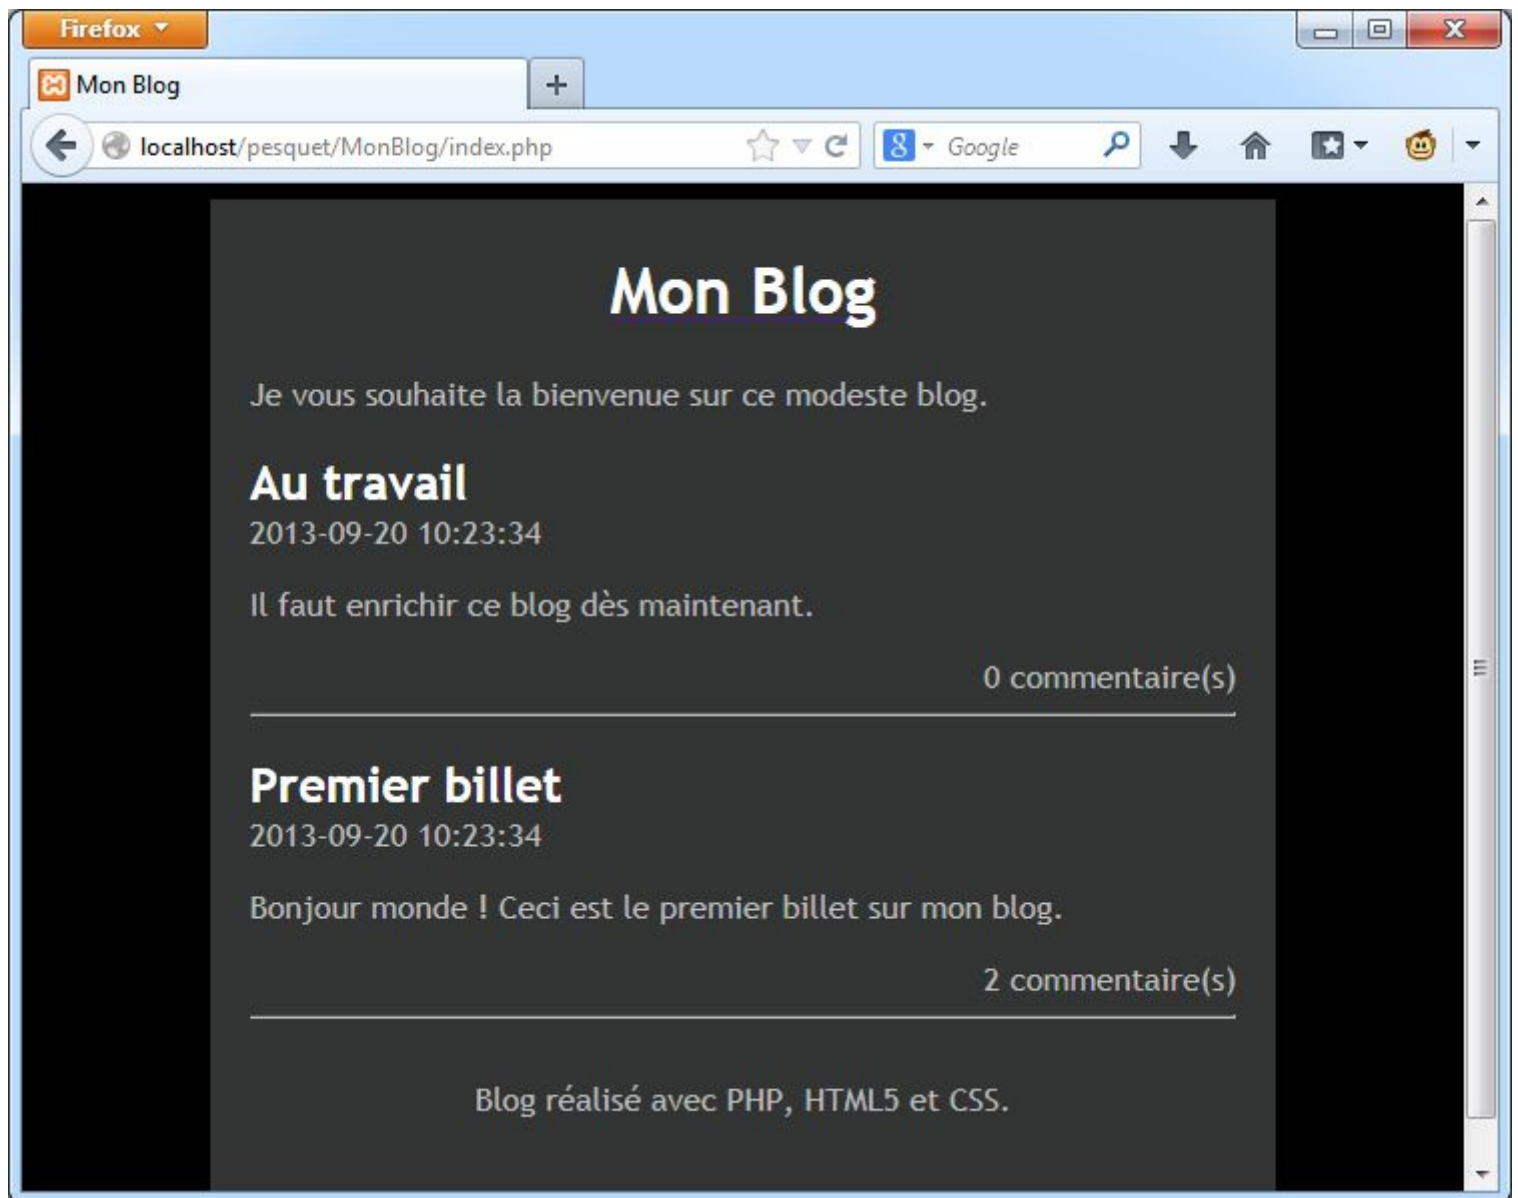 Firefox
Mon Blog
localhost/pesquet/MonBlog/index.php
8
Google
Mon Blog
Je vous souhaite la bienvenue sur ce modeste blog.
Au travail
2013-09-20 10:23:34
Il faut enrichir ce blog dès maintenant.
0 commentaire(s)
Premier billet
2013-09-20 10:23:34
Bonjour monde ! Ceci est le premier billet sur mon blog.
2 commentaire(s)
Blog réalisé avec PHP, HTML5 et CSS.